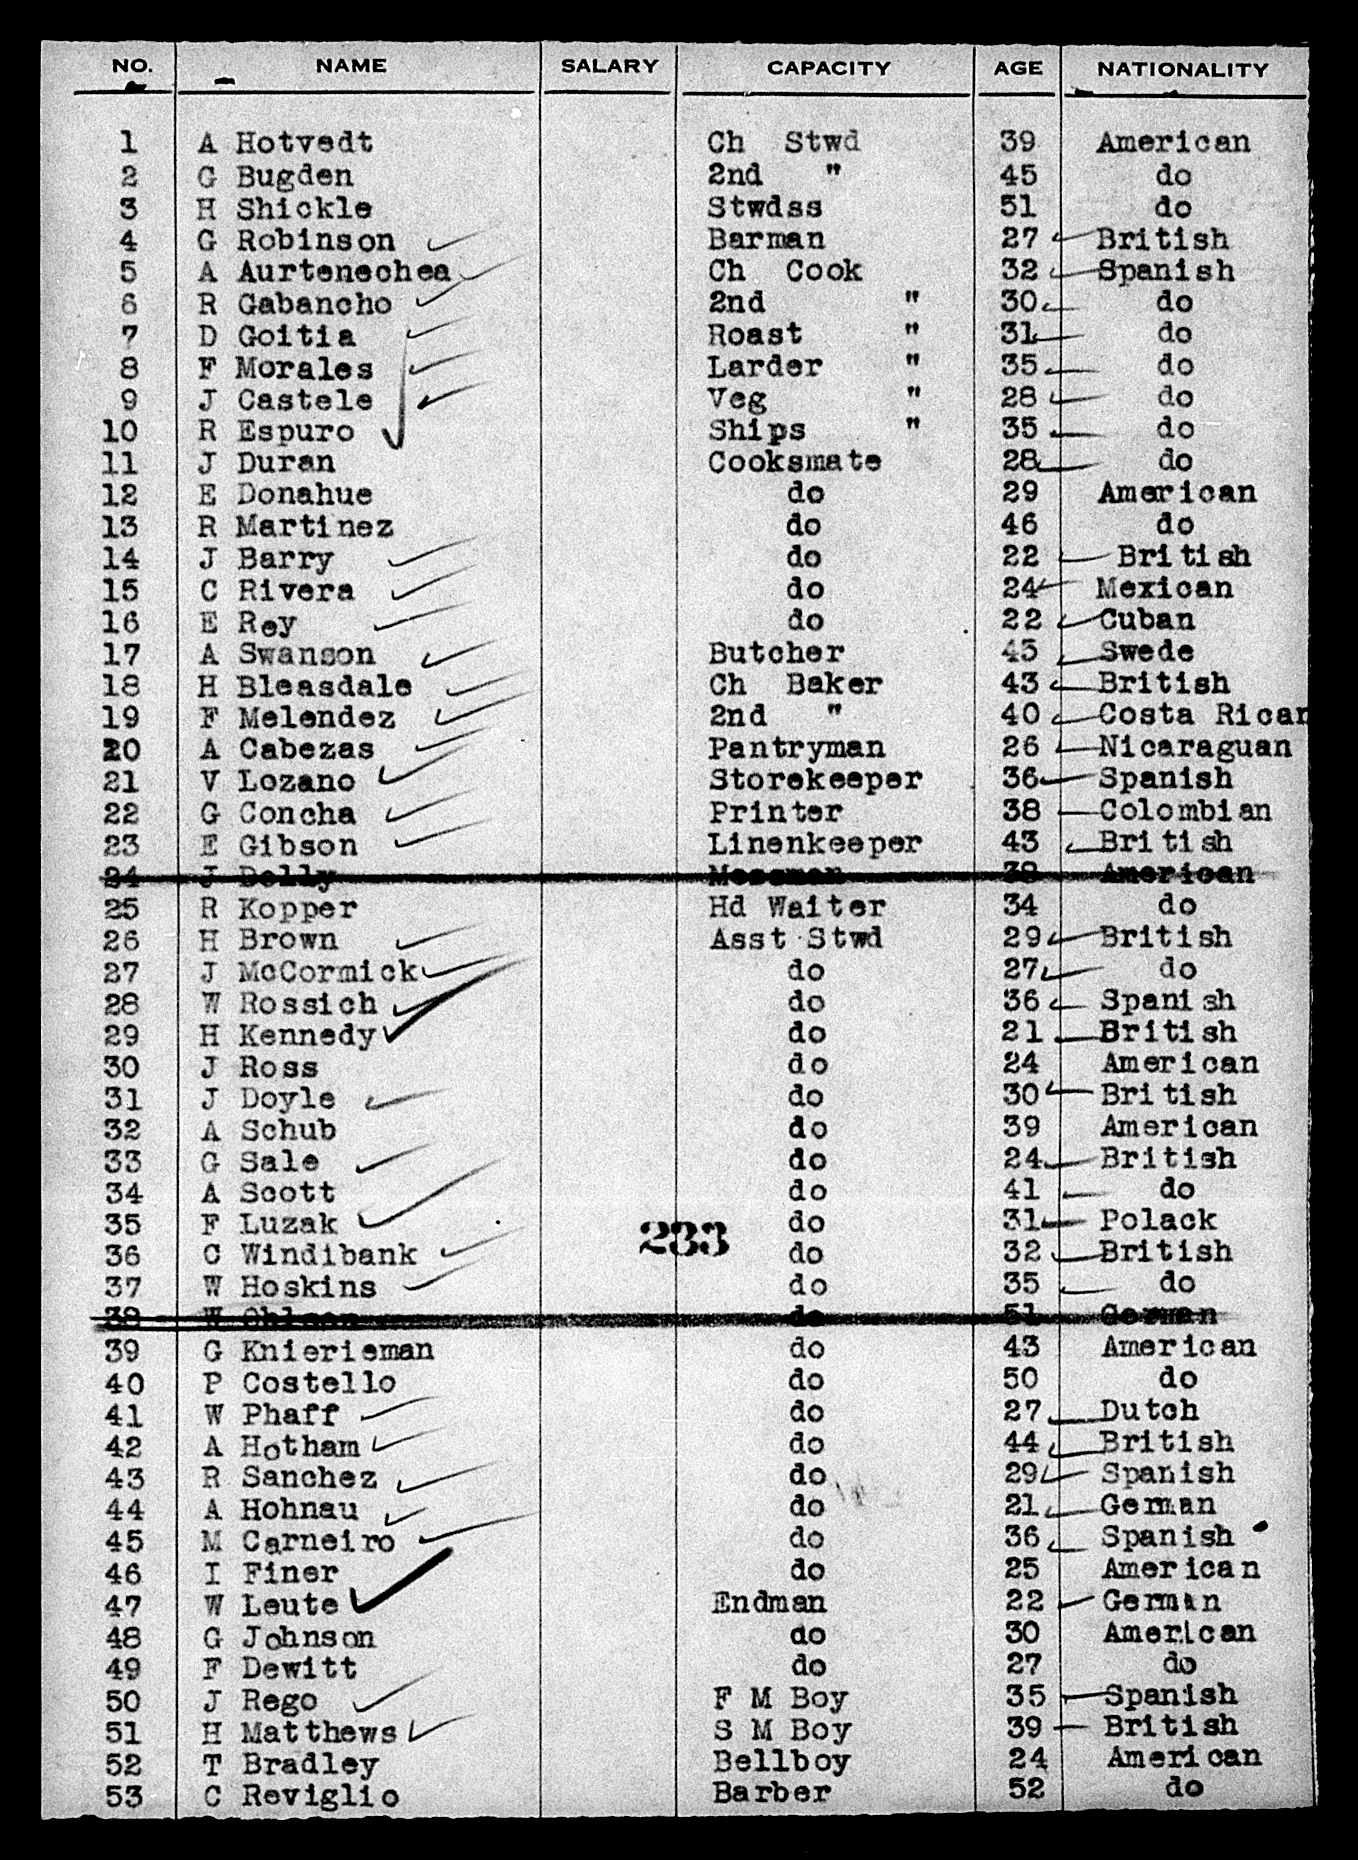 NO. NAME SALARY CAPACITY AGE NATIONALITY
1 A Hotvedt Ch Stwd 39 American
2 G Bugden 2nd " 45 do
3 H Shickle Stwdss 51 do
4 G Robinson Barman 27 British
5 A Aurtenechea Ch Cook 32 Spanish
6 R Gabancho 2nd " 30 do
7 D Goitia Roast " 31 do
8 F Morales Larder " 35 do
9 J Castele Veg " 28 do
10 R Espuro Ships " 35 do
11 J Duran Cooksmate 28 do
12 E Donahue do 29 American
13 R Martinez do 46 do
14 J Barry do 22 British
15 C Rivera do 24 Mexican
16 E Rey do 22 Cuban
17 A Swanson Butcher 45 Swede
18 H Bleasdale Ch Baker 43 British
19 F Melendez 2nd " 40 Costa Rican
20 A Cabezas Pantryman 26 Nicaraguan
21 V Lozano Storekeeper 36 Spanish
22 G Concha Printer 38 Colombian
23 E Gibson Linenkeeper 43 British
24 J Dolly Messman 38 American
25 R Kopper Hd Waiter 34 do
26 H Brown Asst Stwd 29 British
27 J McCormick do 27 do
28 W Rossich do 36 Spanish
29 H Kennedy do 21 British
30 J Ross do 24 American
31 J Doyle do 30 British
32 A Schub do 39 American
33 G Sale do 24 British
34 A Scott do 41 do
35 F Luzak do 31 Polack
233
36 C Windibank do 32 British
37 W Hoskins do 35 do
38 W do 51 German
39 G Knierieman do 43 American
40 P Costello do 50 do
41 W Phaff do 27 Dutch
42 A Hotham do 44 British
43 R Sanchez do 29 Spanish
44 A Hohnau do 21 German
45 M Carneiro do 36 Spanish
46 I Finer do 25 American
47 W Leute Endman 22 German
48 G Johnson do 30 American
49 F Dewitt do 27 do
50 J Rego F M Boy 35 Spanish
51 H Matthews S M Boy 39 British
52 T Bradley Bellboy 24 American
53 C Reviglio Barber 52 do